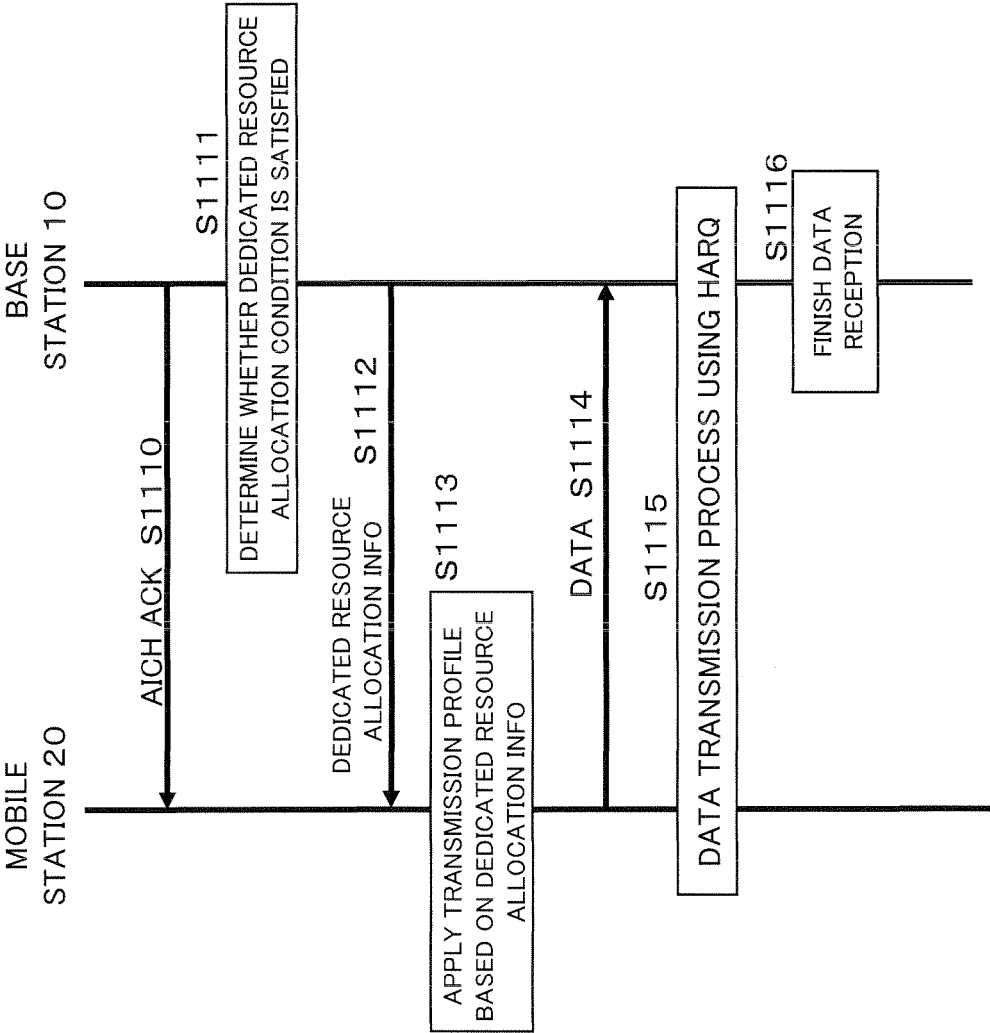 MOBILE
STATION 20
BASE
STATION 10
AICH ACK S1110
S1111
DETERMINE WHETHER DEDICATED RESOURCE
ALLOCATION CONDITION IS SATISFIED
DEDICATED RESOURCE
ALLOCATION INFO
S1112
S1113
APPLY TRANSMISSION PROFILE
BASED ON DEDICATED RESOURCE
ALLOCATION INFO
DATA S1114
S1115
DATA TRANSMISSION PROCESS USING HARQ
S1116
FINISH DATA
RECEPTION